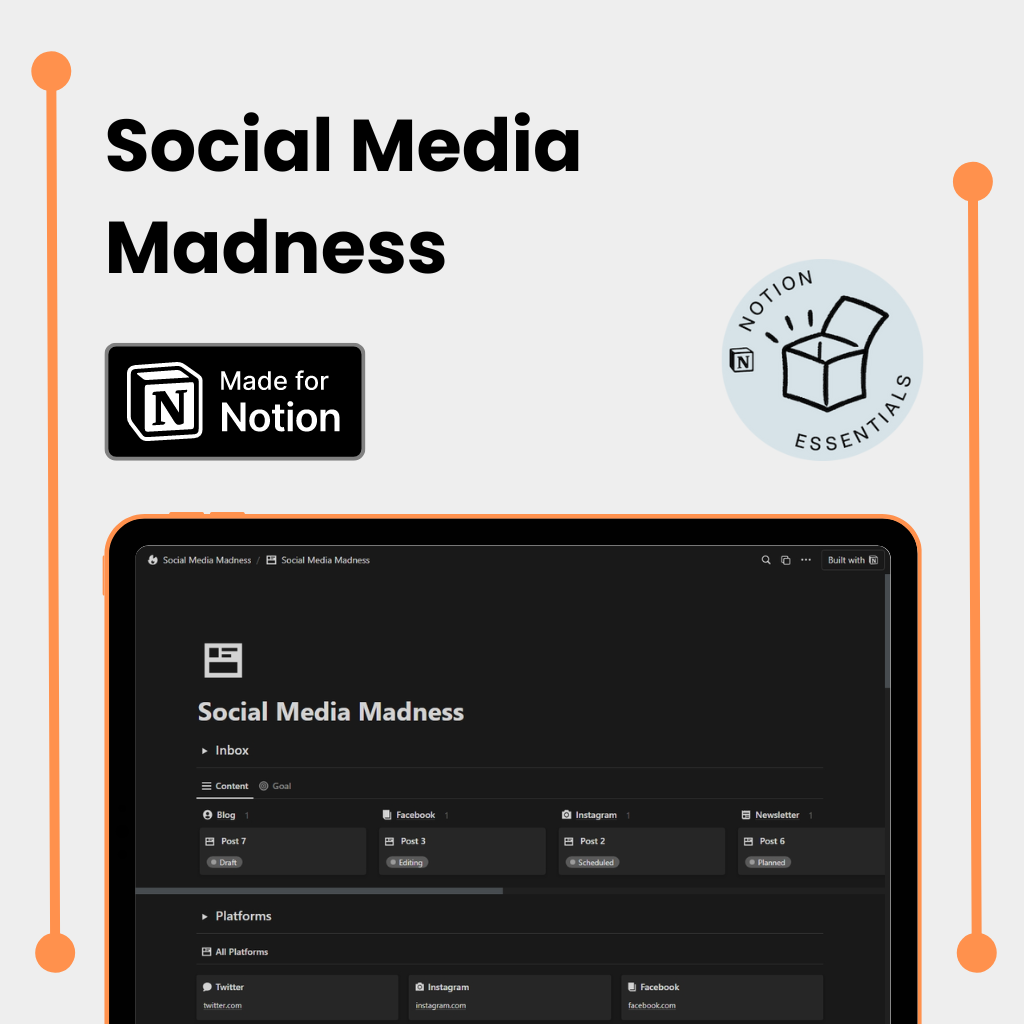 Social Media
Madness
Made for
Notion
NOTION
ESSENTIALS
Social Media Madness / Social Media Madness
Built with
Social Media Madness
Inbox
Content Goal
Blog 1 Facebook 1 Instagram 1 Newsletter 1
Post 7 Post 3 Post 2 Post 6
Draft Editing Scheduled Planned
Platforms
All Platforms
Twitter Instagram Facebook
twitter.com instagram.com facebook.com